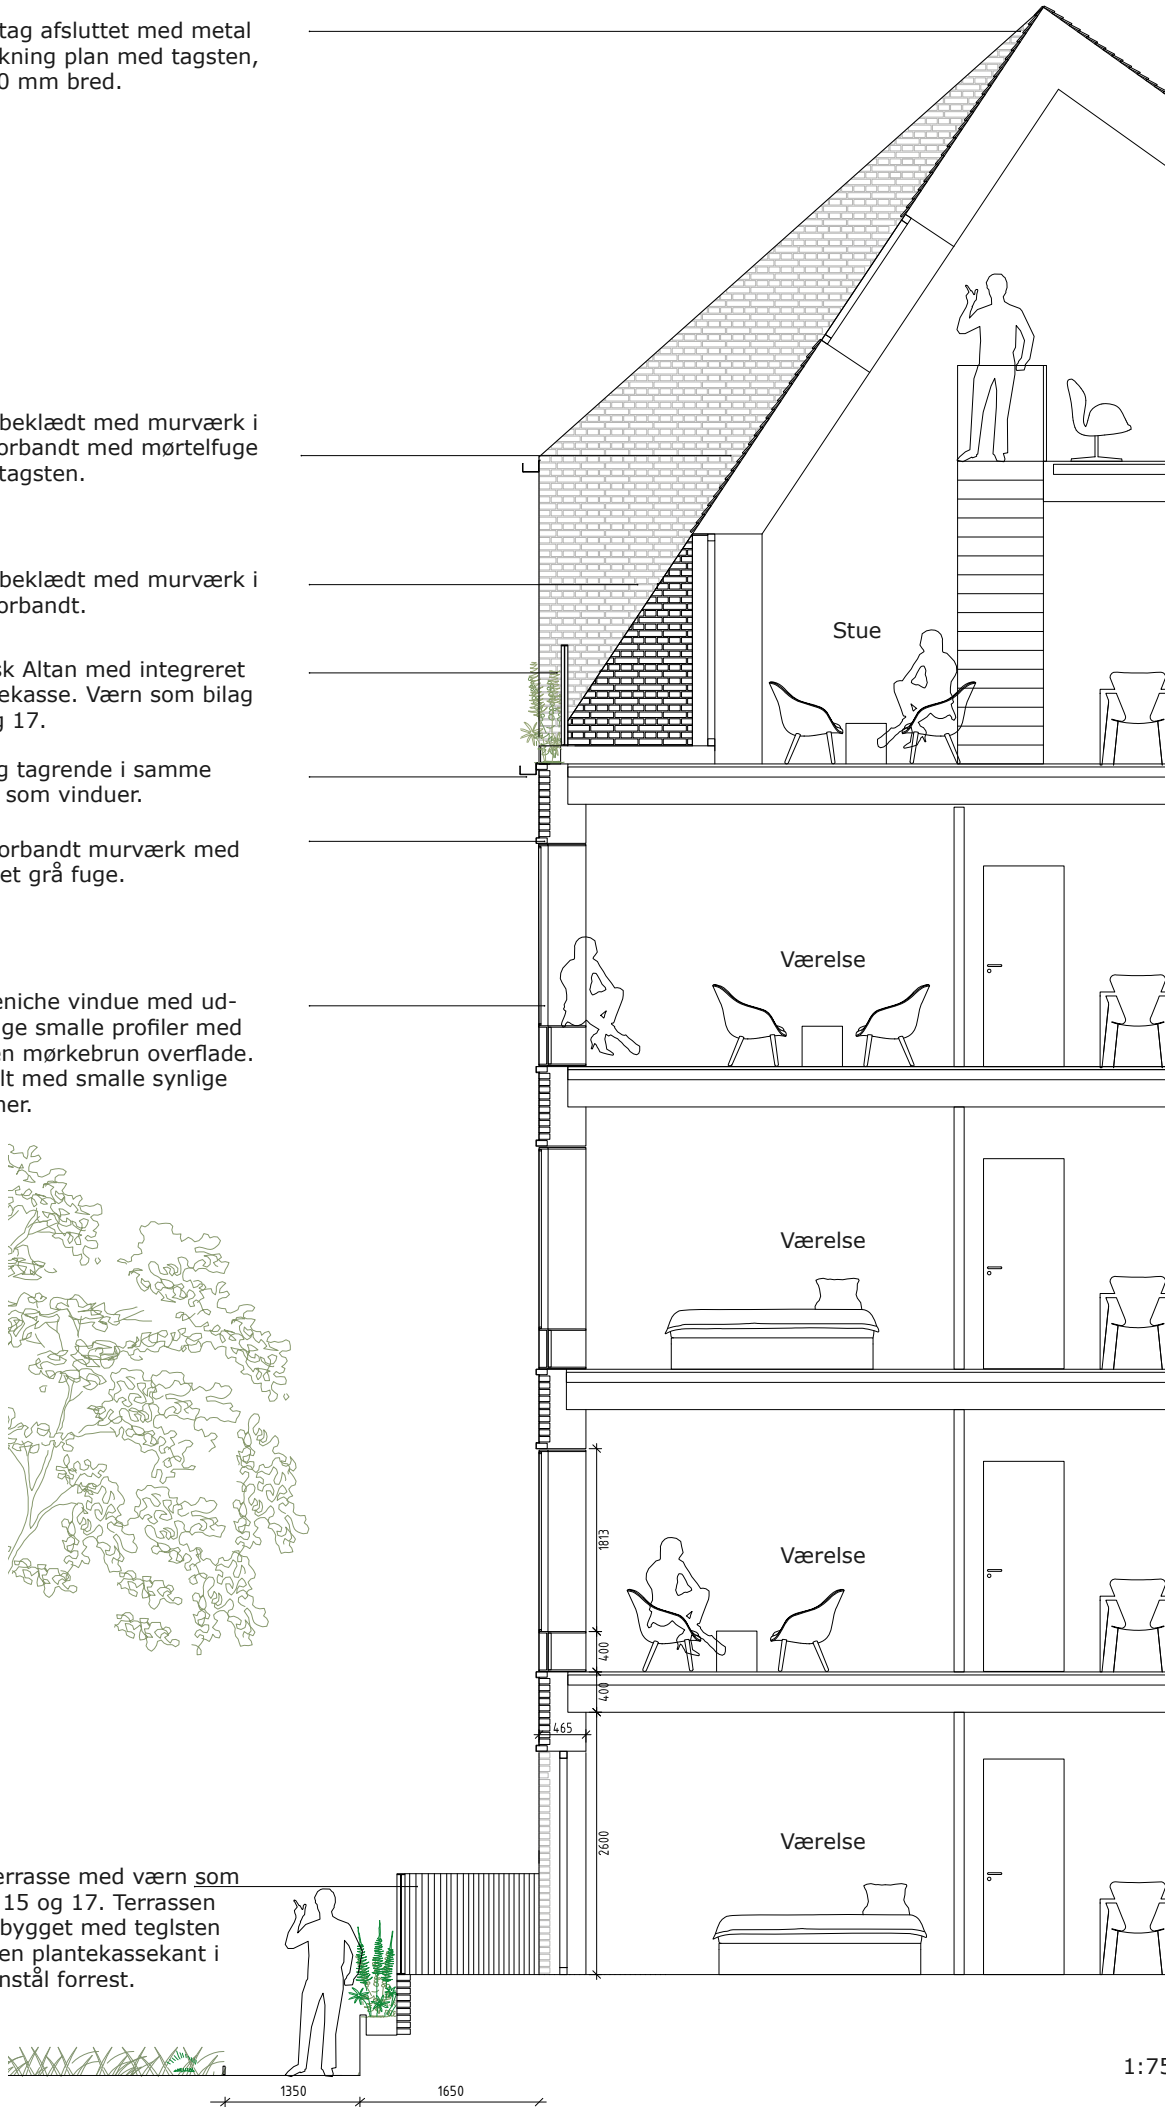 tag afsluttet med metal
kning plan med tagsten,
0 mm bred.
beklædt med murværk i
orbandt med mørtelfuge
tagsten.
beklædt med murværk i
orbandt.
sk Altan med integreret
ekasse. Værn som bilag
g 17.
g tagrende i samme
som vinduer.
orbandt murværk med
et grå fuge.
eniche vindue med ud-
ge smalle profiler med
en mørkebrun overflade.
lt med smalle synlige
ner.
Stue
Værelse
Værelse
Værelse
Værelse
1813
400
400
465
2600
errasse med værn som
15 og 17. Terrassen
bygget med teglsten
en plantekassekant i
nstål forrest.
1350
1650
1:75